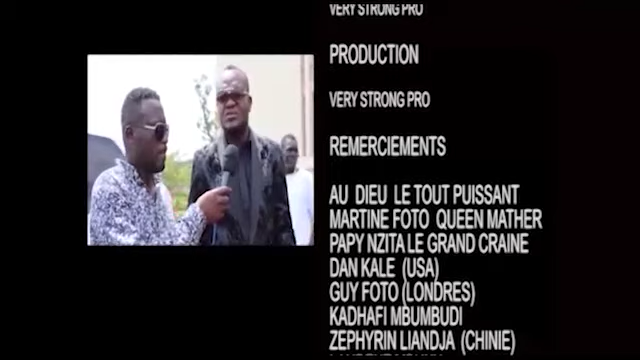 VERY STRONG PRO
PRODUCTION
VERY STRONG PRO
REMERCIEMENTS
AU DIEU LE TOUT PUISSANT
MARTINE FOTO QUEEN MATHER
PAPY NZITA LE GRAND CRAINE
DAN KALE (USA)
GUY FOTO (LONDRES)
KADHAFI MBUMBUDI
ZEPHYRIN LIANDJA (CHINIE)